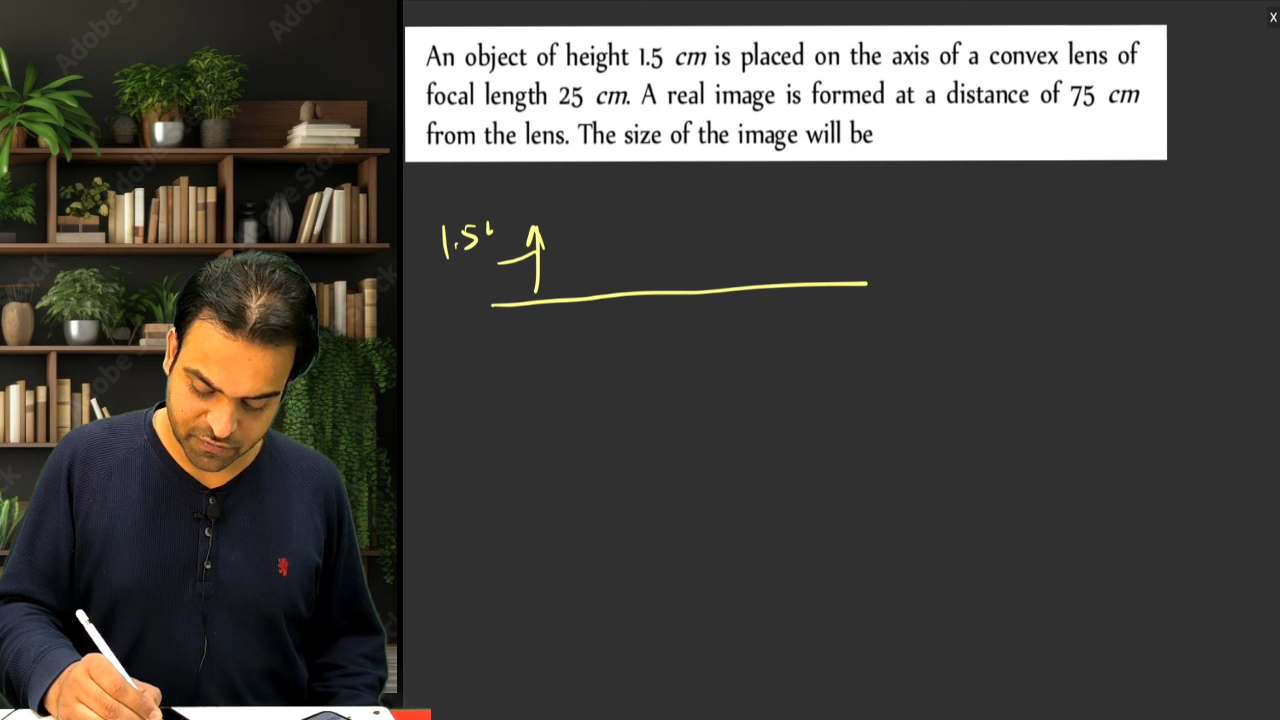 An object of height 1.5 cm is placed on the axis of a convex lens of
focal length 25 cm. A real image is formed at a distance of 75 cm
from the lens. The size of the image will be
1.5
X
Adobe Stock